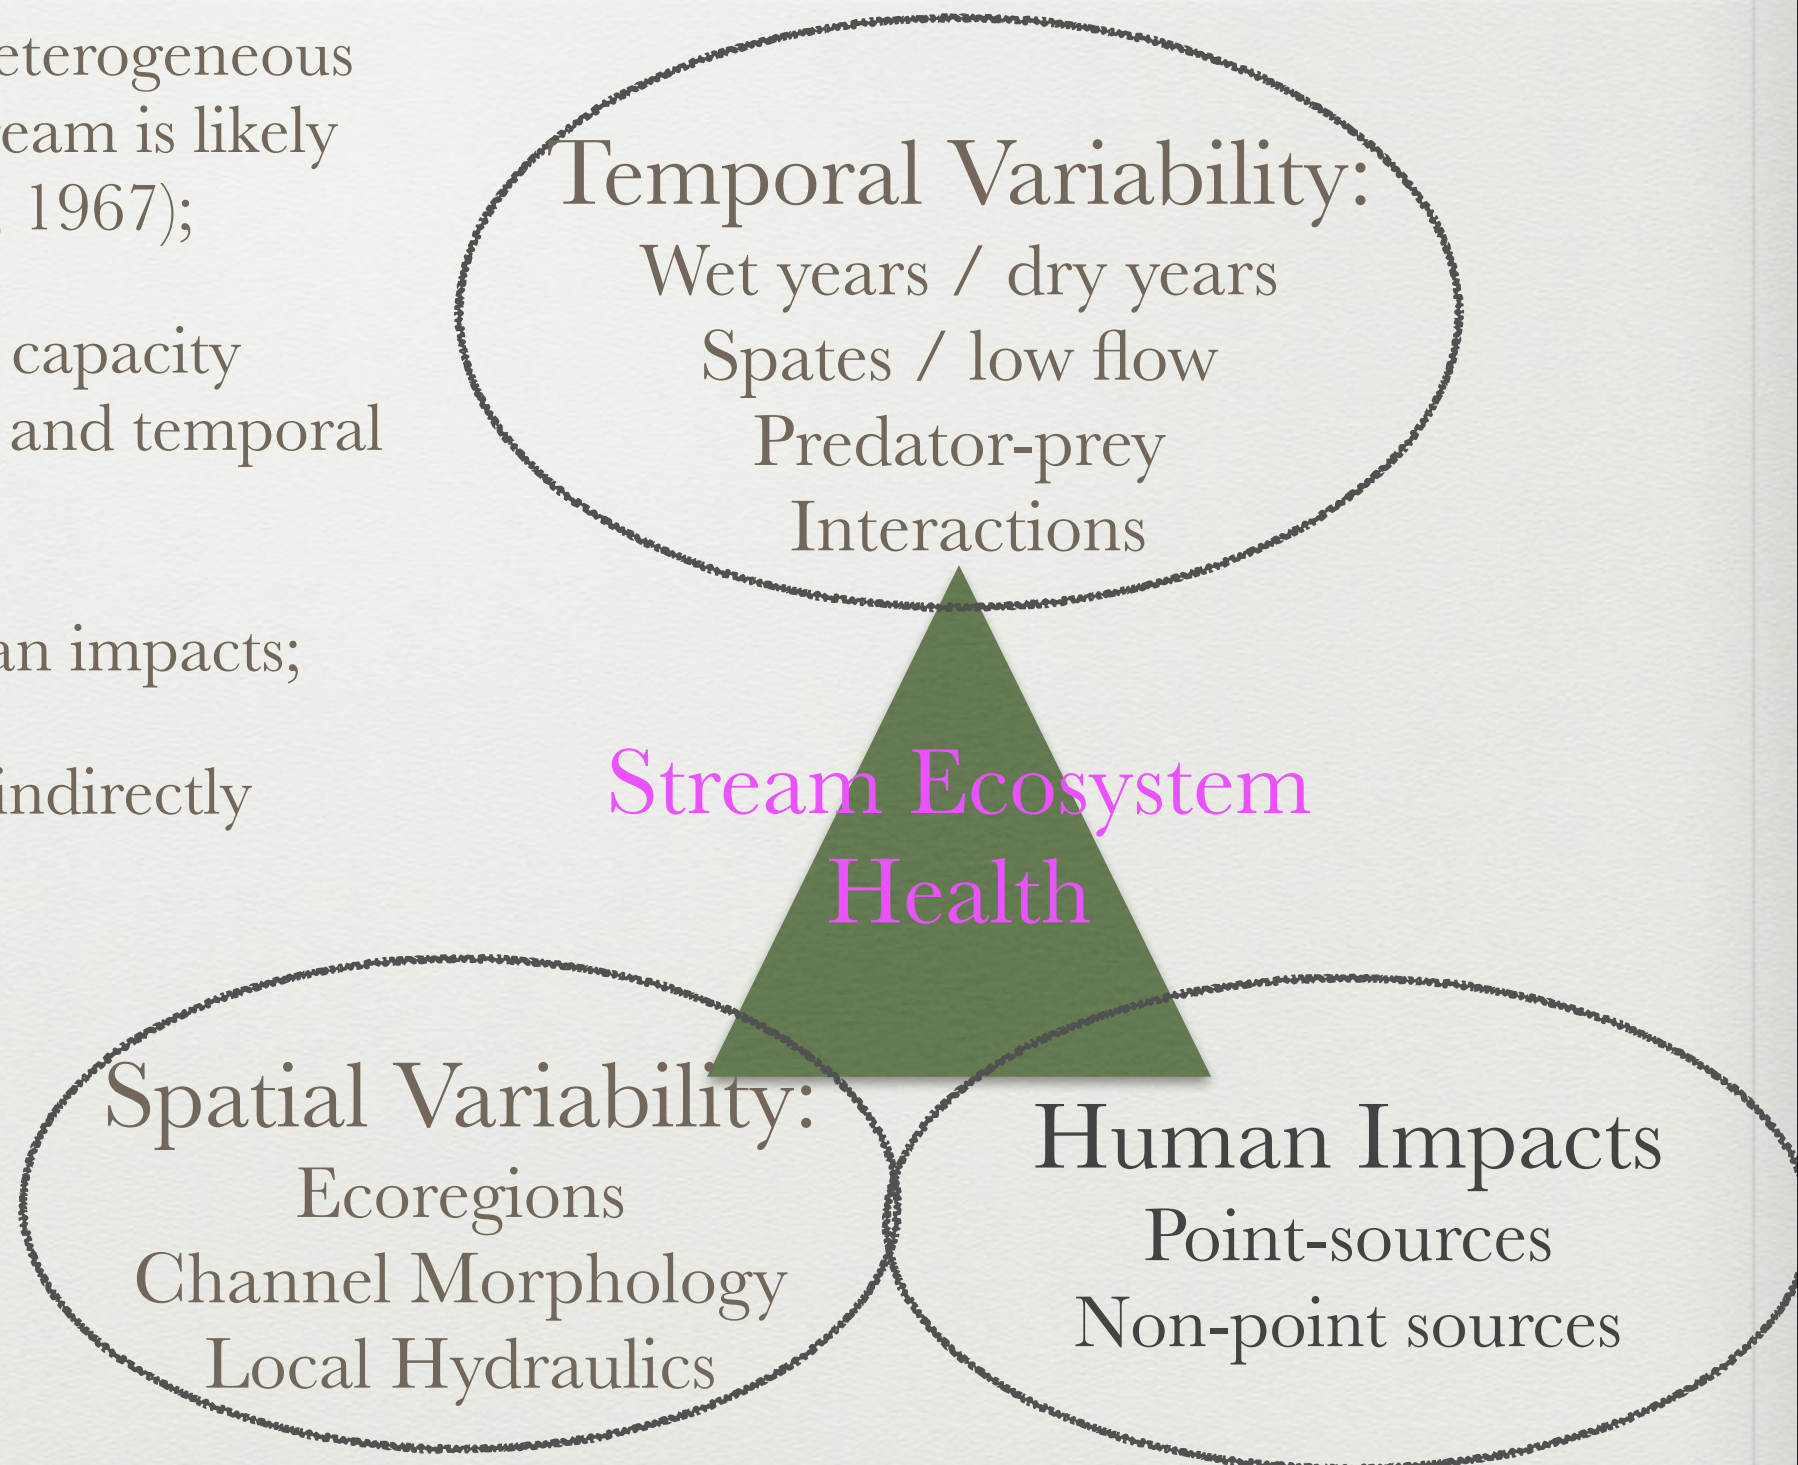 eterogeneous
eam is likely
1967);
capacity
and temporal
an impacts;
indirectly
Temporal Variability:
Wet years / dry years
Spates / low flow
Predator-prey
Interactions
Stream Ecosystem
Health
Spatial Variability:
Ecoregions
Channel Morphology
Local Hydraulics
Human Impacts
Point-sources
Non-point sources